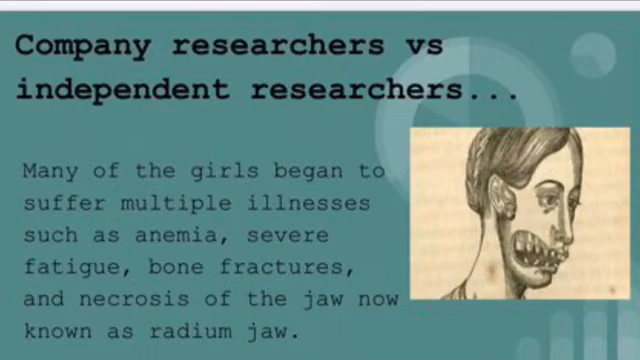 Company researchers vs
independent researchers...
Many of the girls began to
suffer multiple illnesses
such as anemia, severe
fatigue, bone fractures,
and necrosis of the jaw now
known as radium jaw.